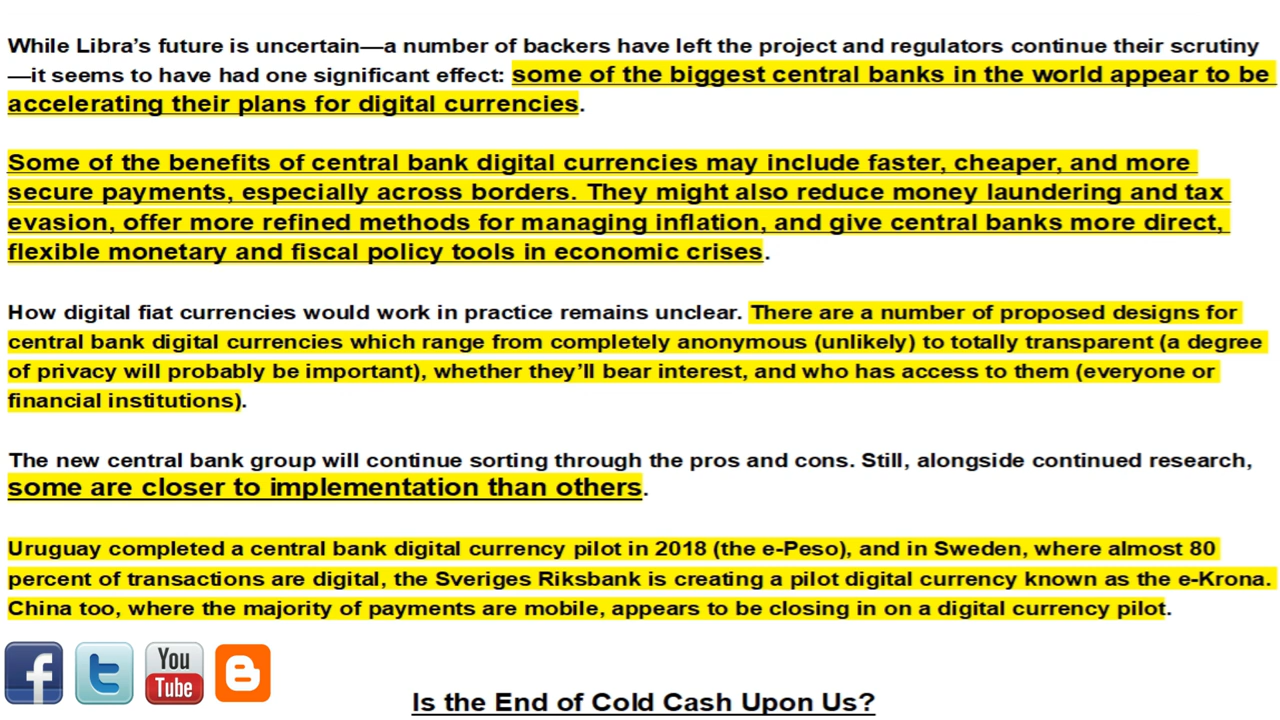 While Libra's future is uncertain—a number of backers have left the project and regulators continue their scrutiny
—it seems to have had one significant effect: some of the biggest central banks in the world appear to be
accelerating their plans for digital currencies.
Some of the benefits of central bank digital currencies may include faster, cheaper, and more
secure payments, especially across borders. They might also reduce money laundering and tax
evasion, offer more refined methods for managing inflation, and give central banks more direct,
flexible monetary and fiscal policy tools in economic crises.
How digital fiat currencies would work in practice remains unclear. There are a number of proposed designs for
central bank digital currencies which range from completely anonymous (unlikely) to totally transparent (a degree
of privacy will probably be important), whether they'll bear interest, and who has access to them (everyone or
financial institutions).
The new central bank group will continue sorting through the pros and cons. Still, alongside continued research,
some are closer to implementation than others.
Uruguay completed a central bank digital currency pilot in 2018 (the e-Peso), and in Sweden, where almost 80
percent of transactions are digital, the Sveriges Riksbank is creating a pilot digital currency known as the e-Krona.
China too, where the majority of payments are mobile, appears to be closing in on a digital currency pilot.
You
Tube
Is the End of Cold Cash Upon Us?